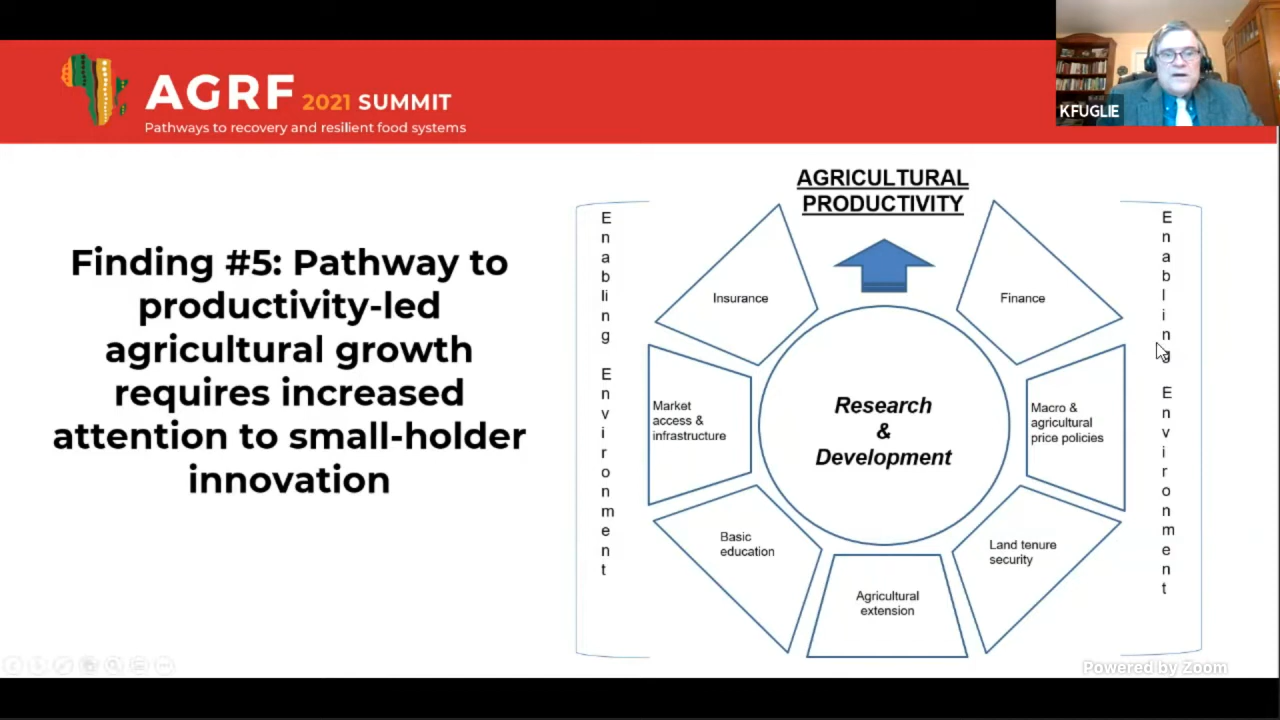 AGRF 2021 SUMMIT
Pathways to recovery and resilient food systems
KFUGLIE
Finding #5: Pathway to
productivity-led
agricultural growth
requires increased
attention to small-holder
innovation
AGRICULTURAL
PRODUCTIVITY
Enabling Environment
Insurance
Finance
Market
access &
infrastructure
Research
&
Development
Macro &
agricultural
price policies
Basic
education
Agricultural
extension
Land tenure
security
Enabling Environment
Powered by Zoom